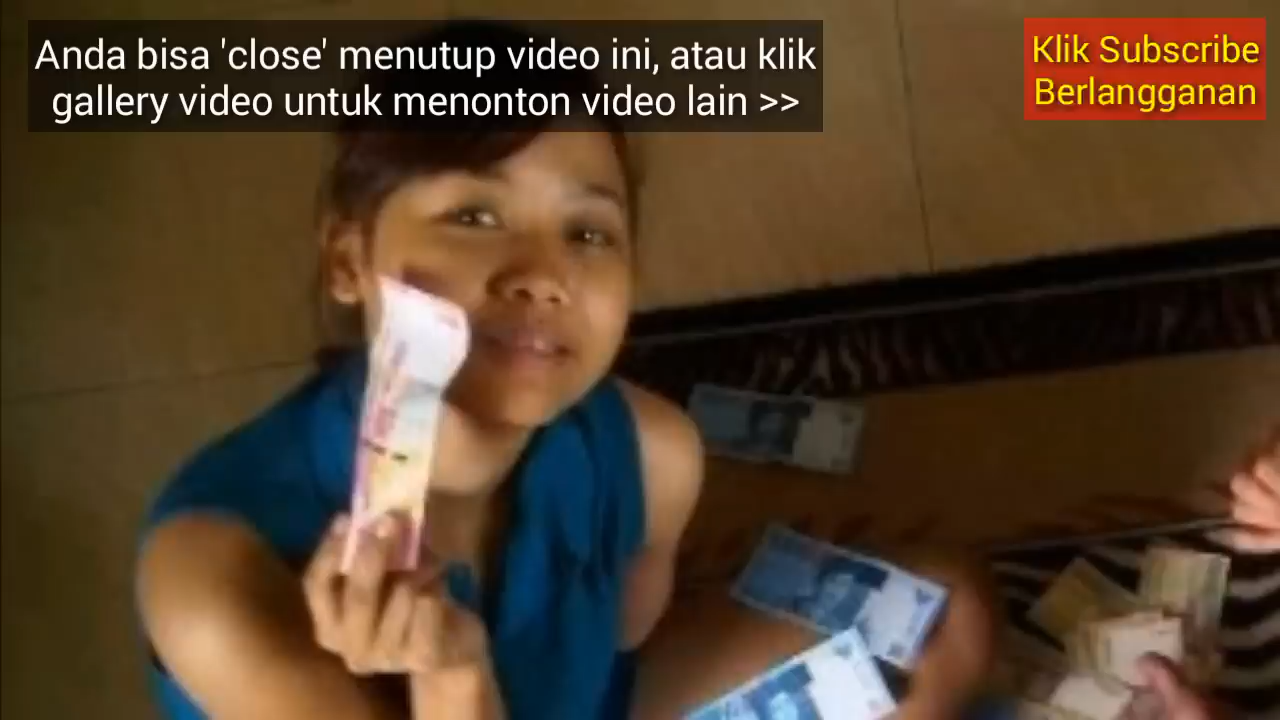 Anda bisa 'close' menutup video ini, atau klik
gallery video untuk menonton video lain >>
Klik Subscribe
Berlangganan